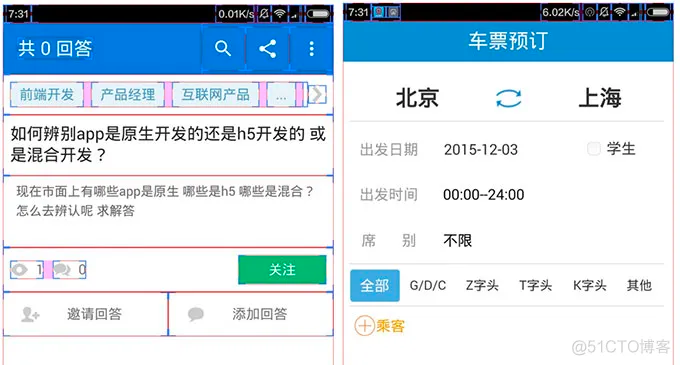 7:31 0.01K/s
共 0 回答
前端开发 产品经理 互联网产品 ...
如何辨别app是原生开发的还是h5开发的 或
是混合开发？
现在市面上有哪些app是原生 哪些是h5 哪些是混合？
怎么去辨认呢 求解答
1 0 关注
邀请回答 添加回答
7:31 6.02K/s
车票预订
北京 上海
出发日期 2015-12-03 学生
出发时间 00:00--24:00
席 别 不限
全部 G/D/C Z字头 T字头 K字头 其他
乘客
@51CTO博客